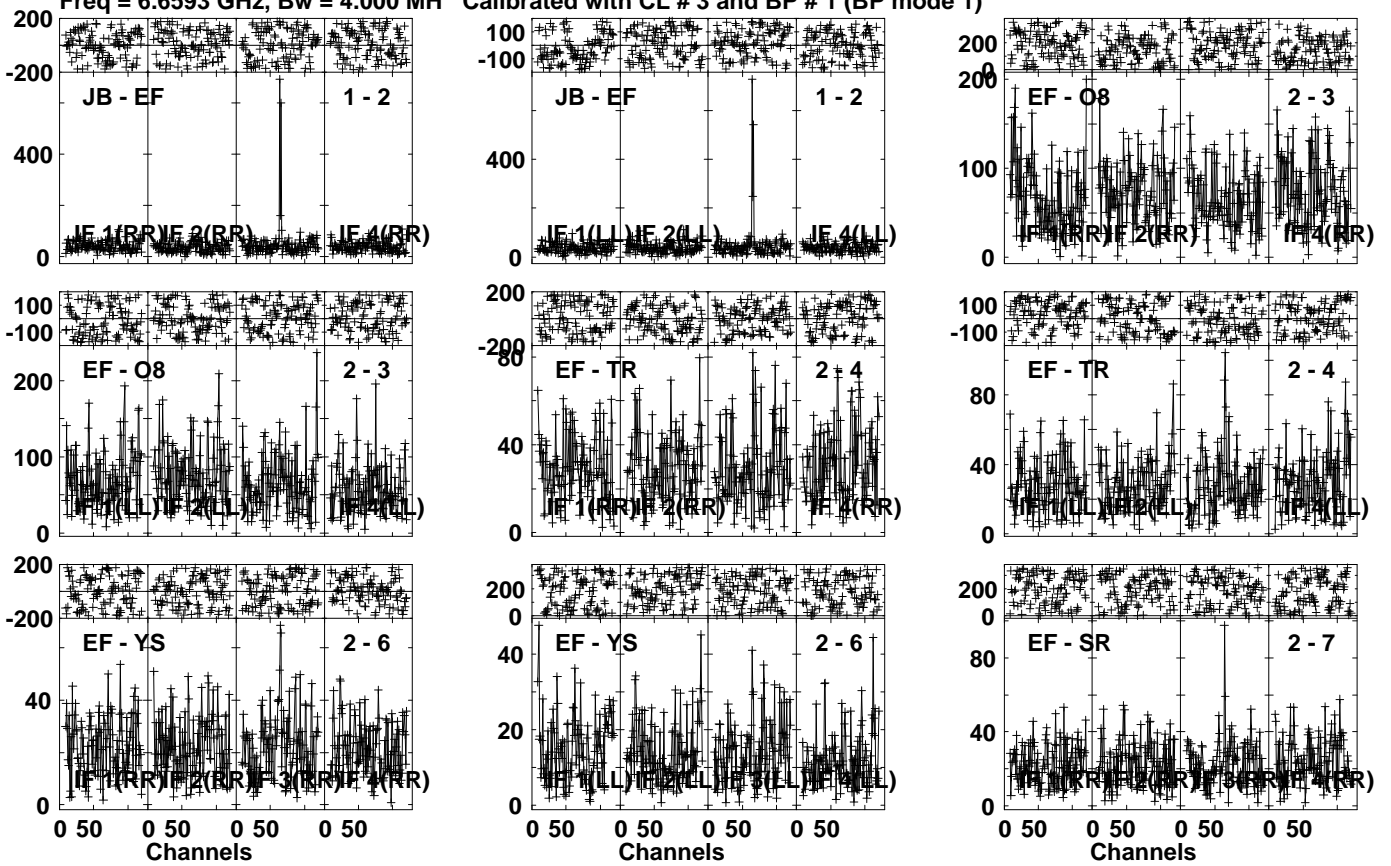 Freq = 6.6593 GHz, Bw = 4.000 MH Calibrated with CL # 3 and BP # 1 (BP mode 1)
200
-200
100
-100
200
0
JB - EF 1 - 2
JB - EF 1 - 2
EF - O8 2 - 3
400
0
400
0
200
100
0
IF 1(RR) IF 2(RR) IF 4(RR)
IF 1(LL) IF 2(LL) IF 4(LL)
IF 1(RR) IF 2(RR) IF 4(RR)
100
-100
200
-200
100
-100
EF - O8 2 - 3
EF - TR 2 - 4
EF - TR 2 - 4
200
100
0
80
40
0
80
40
0
IF 1(LL) IF 2(LL) IF 4(LL)
IF 1(RR) IF 2(RR) IF 4(RR)
IF 1(LL) IF 2(LL) IF 4(LL)
200
-200
200
0
200
0
EF - YS 2 - 6
EF - YS 2 - 6
EF - SR 2 - 7
40
0
40
20
0
80
40
0
IF 1(RR) IF 2(RR) IF 3(RR) IF 4(RR)
IF 1(LL) IF 2(LL) IF 3(LL) IF 4(LL)
IF 1(RR) IF 2(RR) IF 3(RR) IF 4(RR)
0 50 0 50 0 50 0 50
0 50 0 50 0 50 0 50
0 50 0 50 0 50 0 50
Channels
Channels
Channels